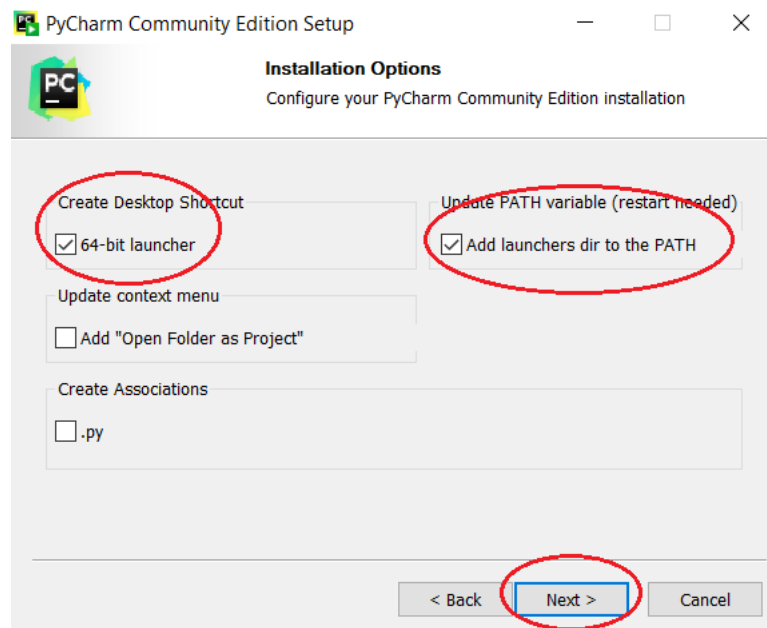 PyCharm Community Edition Setup
PC
Installation Options
Configure your PyCharm Community Edition installation
Create Desktop Shortcut
64-bit launcher
Update PATH variable (restart needed)
Add launchers dir to the PATH
Update context menu
Add "Open Folder as Project"
Create Associations
.py
< Back
Next >
Cancel